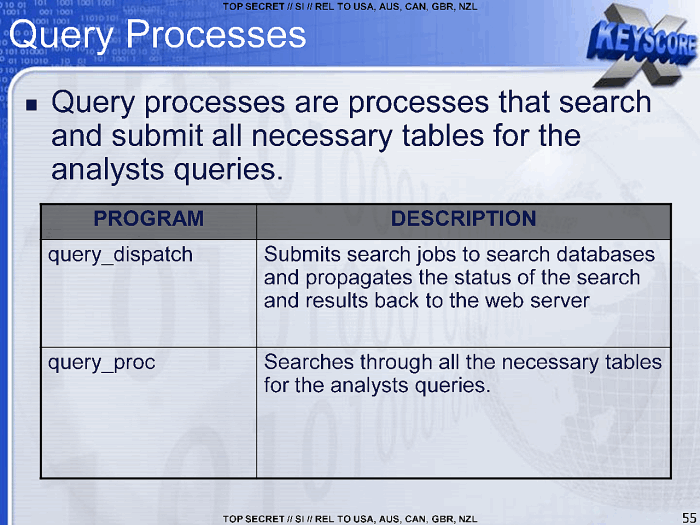 TOP SECRET // SI // REL TO USA, AUS, CAN, GBR, NZL
Query Processes
KEYSCORE
X
Query processes are processes that search
and submit all necessary tables for the
analysts queries.
PROGRAM DESCRIPTION
query_dispatch Submits search jobs to search databases
and propagates the status of the search
and results back to the web server
query_proc Searches through all the necessary tables
for the analysts queries.
TOP SECRET // SI // REL TO USA, AUS, CAN, GBR, NZL
55